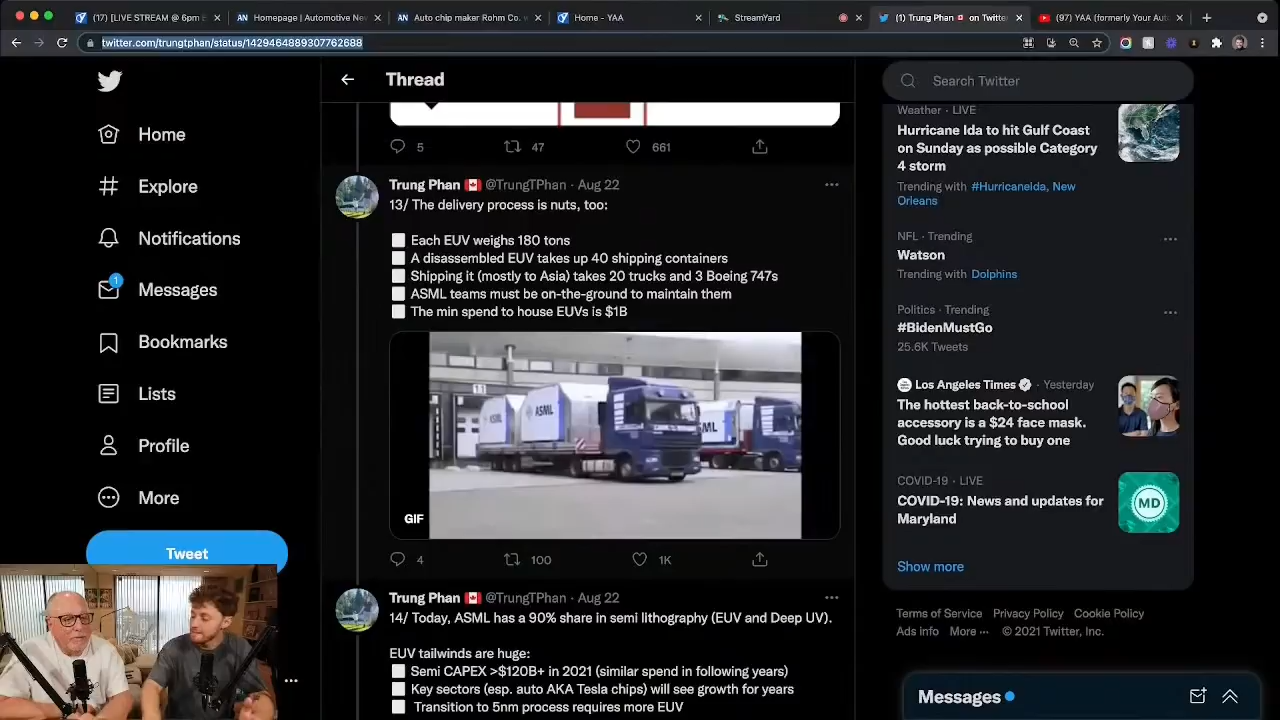 (17) [LIVE STREAM @ 6pm E
Homepage | Automotive Nev
Auto chip maker Rohm Co. v
Home - YAA
StreamYard
(1) Trung Phan 🇨🇦 on Twitter
(97) YAA (formerly Your Auto
twitter.com/trungtphan/status/1429464889307762688
Home
Explore
Notifications
1
Messages
Bookmarks
Lists
Profile
More
Tweet
Thread
5
47
661
Trung Phan 🇨🇦 @TrungTPhan · Aug 22
13/ The delivery process is nuts, too:
Each EUV weighs 180 tons
A disassembled EUV takes up 40 shipping containers
Shipping it (mostly to Asia) takes 20 trucks and 3 Boeing 747s
ASML teams must be on-the-ground to maintain them
The min spend to house EUVs is $1B
11
ASML
GIF
4
100
1K
Trung Phan 🇨🇦 @TrungTPhan · Aug 22
14/ Today, ASML has a 90% share in semi lithography (EUV and Deep UV).
EUV tailwinds are huge:
Semi CAPEX >$120B+ in 2021 (similar spend in following years)
Key sectors (esp. auto AKA Tesla chips) will see growth for years
Transition to 5nm process requires more EUV
Search Twitter
Weather · LIVE
Hurricane Ida to hit Gulf Coast
on Sunday as possible Category
4 storm
Trending with #HurricaneIda, New
Orleans
NFL · Trending
Watson
Trending with Dolphins
Politics · Trending
#BidenMustGo
25.6K Tweets
Los Angeles Times · Yesterday
The hottest back-to-school
accessory is a $24 face mask.
Good luck trying to buy one
COVID-19 · LIVE
COVID-19: News and updates for
Maryland
MD
Show more
Terms of Service Privacy Policy Cookie Policy
Ads info More ··· © 2021 Twitter, Inc.
Messages